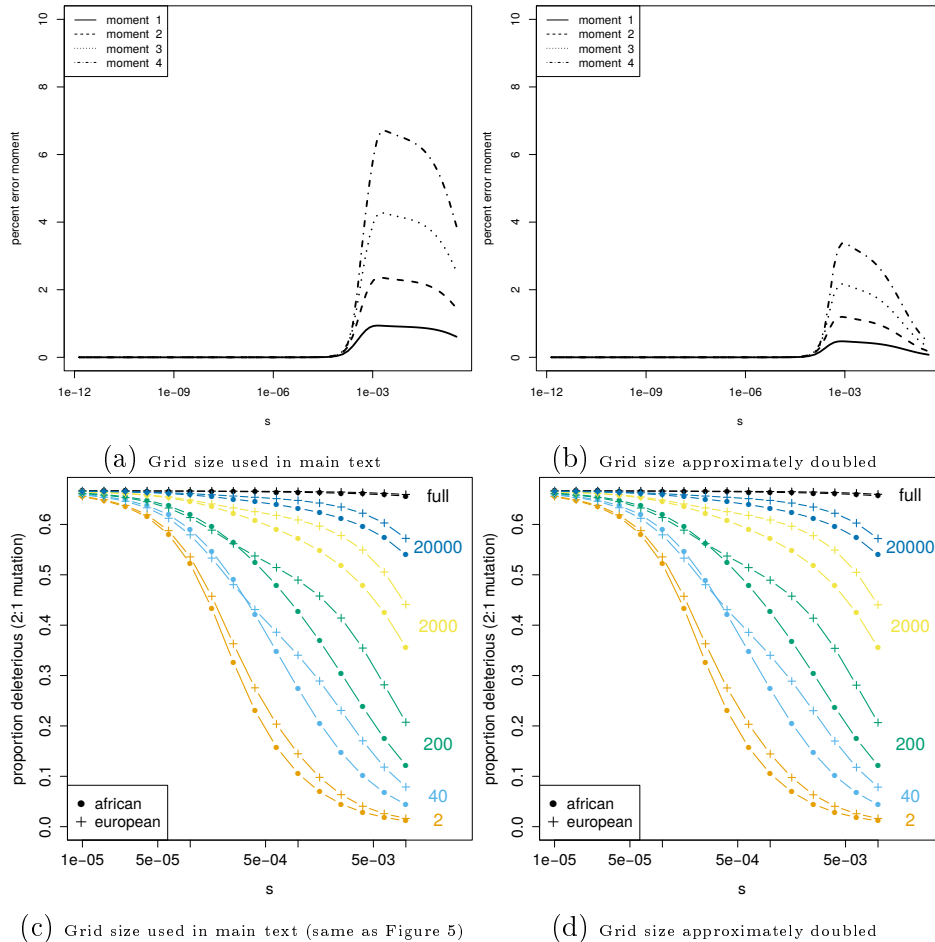 moment 1
moment 2
moment 3
moment 4
percent error moment
0
2
4
6
8
10
1e-12
1e-09
1e-06
1e-03
s
(a) Grid size used in main text
moment 1
moment 2
moment 3
moment 4
percent error moment
0
2
4
6
8
10
1e-12
1e-09
1e-06
1e-03
s
(b) Grid size approximately doubled
proportion deleterious (2:1 mutation)
0.0
0.1
0.2
0.3
0.4
0.5
0.6
full
20000
2000
200
40
2
african
european
1e-05
5e-05
5e-04
5e-03
s
(c) Grid size used in main text (same as Figure 5)
proportion deleterious (2:1 mutation)
0.0
0.1
0.2
0.3
0.4
0.5
0.6
full
20000
2000
200
40
2
african
european
1e-05
5e-05
5e-04
5e-03
s
(d) Grid size approximately doubled